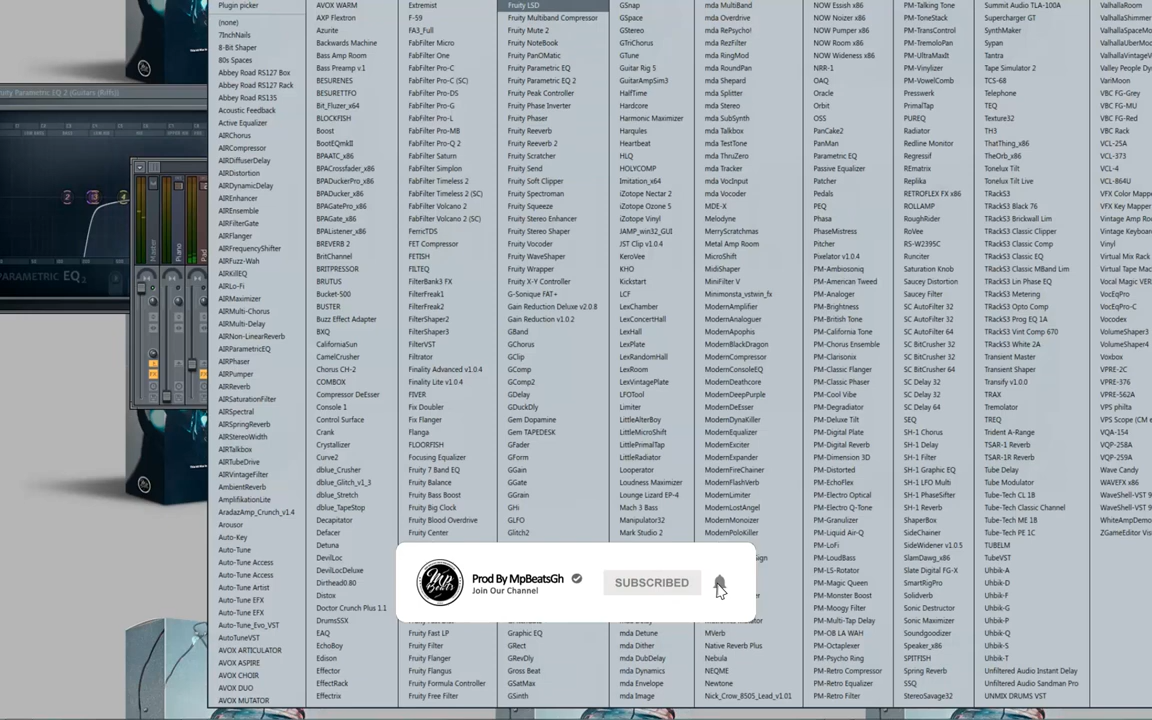 Plugin picker
(none)
7InchNails
8-Bit Shaper
80s Spaces
Abbey Road RS127 Box
Abbey Road RS127 Rack
Abbey Road RS135
Acoustic Feedback
Active Equalizer
AIRChorus
AIRCompressor
AIRDiffuserDelay
AIRDistortion
AIRDynamicDelay
AIREnhancer
AIREnsemble
AIRFilterGate
AIRFlanger
AIRFrequencyShifter
AIRFuzz-Wah
AIRKillEQ
AIRLo-Fi
AIRMaximizer
AIRMulti-Chorus
AIRMulti-Delay
AIRNon-LinearReverb
AIRParametricEQ
AIRPhaser
AIRPumper
AIRReverb
AIRSaturationFilter
AIRSpectral
AIRSpringReverb
AIRStereoWidth
AIRTalkbox
AIRTubeDrive
AIRVintageFilter
AmbientReverb
AmplifikationLite
AradazAmp_Crunch_v1.4
Arousor
Auto-Key
Auto-Tune
Auto-Tune Access
Auto-Tune Access
Auto-Tune Artist
Auto-Tune EFX
Auto-Tune EFX
Auto-Tune_Evo_VST
AutoTuneVST
AVOX ARTICULATOR
AVOX ASPIRE
AVOX CHOIR
AVOX DUO
AVOX MUTATOR
AVOX WARM
AXP Flextron
Azurite
Backwards Machine
Bass Amp Room
Bass Preamp v.1
BESURENES
BESURETTFO
Bit_Fluzer_x64
BLOCKFISH
Boost
BootEQmkII
BPAATC_x86
BPACrossfader_x86
BPADuckerPro_x86
BPADucker_x86
BPAGatePro_x86
BPAGate_x86
BPAListener_x86
BREVERB 2
BritChannel
BRITPRESSOR
BRUTUS
Bucket-500
BUSTER
Buzz Effect Adapter
BXQ
CaliforniaSun
CamelCrusher
Chorus CH-2
COMBOX
Compressor DeEsser
Console 1
Control Surface
Crank
Crystallizer
Curve2
dblue_Crusher
dblue_Glitch_v1_3
dblue_Stretch
dblue_TapeStop
Decapitator
Defacer
Detuna
DevilLoc
DevilLocDeluxe
Dirthead0.80
Distox
Doctor Crunch Plus 1.1
DrumsSSX
EAQ
EchoBoy
Edison
Effector
EffectRack
Effectrix
Extremist
F-59
FA3_Full
FabFilter Micro
FabFilter One
FabFilter Pro-C
FabFilter Pro-C (SC)
FabFilter Pro-DS
FabFilter Pro-G
FabFilter Pro-L
FabFilter Pro-MB
FabFilter Pro-Q 2
FabFilter Saturn
FabFilter Simplon
FabFilter Timeless 2
FabFilter Timeless 2 (SC)
FabFilter Volcano 2
FabFilter Volcano 2 (SC)
FerricTDS
FET Compressor
FETISH
FILTEQ
FilterBank3 FX
FilterFreak1
FilterFreak2
FilterShaper2
FilterShaper3
FilterVST
Filtrator
Finality Advanced v1.0.4
Finality Lite v1.0.4
FIVER
Fix Doubler
Fix Flanger
Flanga
FLOORFISH
Focusing Equalizer
Fruity 7 Band EQ
Fruity Balance
Fruity Bass Boost
Fruity Big Clock
Fruity Blood Overdrive
Fruity Center
Fruity Fast LP
Fruity Filter
Fruity Flanger
Fruity Flangus
Fruity Formula Controller
Fruity Free Filter
Fruity LSD
Fruity Multiband Compressor
Fruity Mute 2
Fruity NoteBook
Fruity PanOMatic
Fruity Parametric EQ
Fruity Parametric EQ 2
Fruity Peak Controller
Fruity Phase Inverter
Fruity Phaser
Fruity Reeverb
Fruity Reeverb 2
Fruity Scratcher
Fruity Send
Fruity Soft Clipper
Fruity Spectroman
Fruity Squeeze
Fruity Stereo Enhancer
Fruity Stereo Shaper
Fruity Vocoder
Fruity WaveShaper
Fruity Wrapper
Fruity X-Y Controller
G-Sonique FAT+
Gain Reduction Deluxe v2.0.8
Gain Reduction v1.0.2
GBand
GChorus
GClip
GComp
GComp2
GDelay
GDuckDly
Gem Dopamine
Gem TAPEDESK
GFader
GForm
GGain
GGate
GGrain
GHi
GLFO
Glitch2
Graphic EQ
GRect
GRevDly
Gross Beat
GSatMax
GSinth
GSnap
GSpace
GStereo
GTriChorus
Guitar Rig 5
GuitarAmpSim3
HalfTime
Hardcore
Harmonic Maximizer
Harqules
Heartbeat
HLQ
HOLYCOMP
Imitation_x64
iZotope Nectar 2
iZotope Ozone 5
iZotope Vinyl
JAMP_win32_GUI
JST Clip v1.0.4
KeroVee
KHO
Kickstart
LCF
LexChamber
LexConcertHall
LexHall
LexPlate
LexRandomHall
LexRoom
LexVintagePlate
LFOTool
Limiter
LittleAlterBoy
LittleMicroShift
LittlePrimalTap
LittleRadiator
Looperator
Loudness Maximizer
Lounge Lizard EP-4
Mach 3 Bass
Manipulator32
Mark Studio 2
mda Detune
mda Dither
mda DubDelay
mda Dynamics
mda Envelope
mda Image
mda MultiBand
mda Overdrive
mda RePsycho!
mda RezFilter
mda RingMod
mda RoundPan
mda Shepard
mda Splitter
mda Stereo
mda SubSynth
mda Talkbox
mda TestTone
mda ThruZero
mda Tracker
mda VocInput
mda Vocoder
MDE-X
Melodyne
MerryScratchmas
Metal Amp Room
MicroShift
MidiShaper
MiniFilter V
Minimonsta_vstwin_fx
ModernAmplifier
ModernAnaloguer
ModernApophis
ModernBlackDragon
ModernCompressor
ModernConsoleEQ
ModernDeathcore
ModernDeepPurple
ModernDeEsser
ModernDynaKiller
ModernEqualizer
ModernExciter
ModernExpander
ModernFireChainer
ModernFlashVerb
ModernLimiter
ModernLostAngel
ModernMonoizer
ModernPoloKiller
MVerb
Native Reverb Plus
Nebula
NEQME
Newtone
Nick_Crow_8505_Lead_v1.01
NOW Essish x86
NOW Noizer x86
NOW Pumper x86
NOW Room x86
NOW Wideness x86
NRR-1
OAQ
Oracle
Orbit
OSS
PanCake2
PanMan
Parametric EQ
Passive Equalizer
Patcher
Pedals
PEQ
Phasa
PhaseMistress
Pitcher
Pixelator v1.0.4
PM-Ambiosoniq
PM-American Tweed
PM-Analoger
PM-Brightness
PM-British Clean
PM-California Tone
PM-Chorus Ensemble
PM-Clarisonix
PM-Classic Flanger
PM-Classic Phaser
PM-Cool Vibe
PM-Degradiator
PM-Deluxe Tilt
PM-Digital Plate
PM-Digital Reverb
PM-Dimension 3D
PM-Distorted
PM-EchoFlex
PM-Electro Optical
PM-Electro Q-Tone
PM-Granulizer
PM-Orbital Air-Q
PM-LoFi
PM-LoudBass
PM-LS-Rotator
PM-Magic Queen
PM-Monster Boost
PM-Moogy Filter
PM-Multi-Tap Delay
PM-OB LA WAH
PM-Octaplexer
PM-Psycho Ring
PM-Retro Compressor
PM-Retro Equalizer
PM-Retro Filter
PM-Talking Tone
PM-ToneStack
PM-TransControl
PM-TremoloPan
PM-UltraMaxIt
PM-Vinylizer
PM-VowelComb
Presswerk
PrimalTap
PUREQ
Radiator
Redline Monitor
Regressif
REmatrix
Replika
RETROFLEX FX x86
ROLLAMP
RoughRider
RoVee
RS-W2395C
Runciter
Saturation Knob
Saucey Distortion
Saucey Filter
SC AutoFilter 32
SC AutoFilter 32
SC AutoFilter 64
SC BitCrusher 32
SC BitCrusher 32
SC BitCrusher 64
SC Delay 32
SC Delay 32
SC Delay 64
SEQ
SH-1 Chorus
SH-1 Delay
SH-1 Filter
SH-1 Graphic EQ
SH-1 LFO Multi
SH-1 PhaseSifter
SH-1 Reverb
ShaperBox
SideChainer
SideWidener v1.0.5
SlamDawg_x86
Slate Digital FG-X
SmartRigPro
Solidverb
Sonic Destructor
Sonic Maximizer
Soundgoodizer
Speaker_x86
SPITFISH
Squirrel Parade
SSQ
StereoSavage32
Summit Audio TLA-100A
Supercharger GT
SynthMaker
Sypan
Tantra
Tape Simulator 2
TCS-68
Telephone
TEQ
Texture32
TH3
ThatThing_x86
TheOrb_x86
Tonelux Tilt
Tonelux Tilt Live
TRackS3
TRackS3 Black 76
TRackS3 Brickwall Lim
TRackS3 Classic Clipper
TRackS3 Classic Comp
TRackS3 Classic EQ
TRackS3 Classic MBand Lim
TRackS3 Lin Phase EQ
TRackS3 Metering
TRackS3 Opto Comp
TRackS3 Prog EQ 1A
TRackS3 Vint Comp 670
TRackS3 White 2A
Transient Master
Transient Shaper
Transify v1.0.0
TRAX
Tremolator
TREQ
Trident A-Range
TSAR-1 Reverb
TSAR-1R Reverb
Tube Delay
Tube Modulator
Tube-Tech CL 1B
Tube-Tech Classic Channel
Tube-Tech ME 1B
Tube-Tech PE 1C
TUBELM
TubeVST
Uhbik-A
Uhbik-D
Uhbik-F
Uhbik-G
Uhbik-P
Uhbik-Q
Uhbik-S
Uhbik-T
Unfiltered Audio Instant Delay
Unfiltered Audio Sandman Pro
UNMIX DRUMS VST
ValhallaRoom
ValhallaShimmer
Valley People Dy
VanMoon
VBC FG-Grey
VBC FG-MU
VBC FG-Red
VBC Rack
VCL-25A
VCL-373
VCL-4
VCL-864U
VFX Color Mapper
VFX Key Mapper
Vintage Amp Roo
Vintage Keyboard
Vinyl
Virtual Mix Rack
Virtual Tape Mac
Vocal Magic VER
VocEqPro
VocEqPro-C
Vocodex
VolumeShaper3
VolumeShaper4
Voxbox
VPRE-2C
VPRE-376
VPRE-562A
VPS philta
VPS Scope (CM e
VQA-154
VQP-258A
VQP-259A
Wave Candy
WAVEFX x86
WaveShell-VST 9
WaveShell-VST 9
WhiteAmpDemo
ZGameEditor Vis
Fruity Parametric EQ 2 (Guitars (Riffs))
PARAMETRIC EQ 2
Master
Piano
Pad
Mp
Beats
Prod By MpBeatsGh
Join Our Channel
SUBSCRIBED